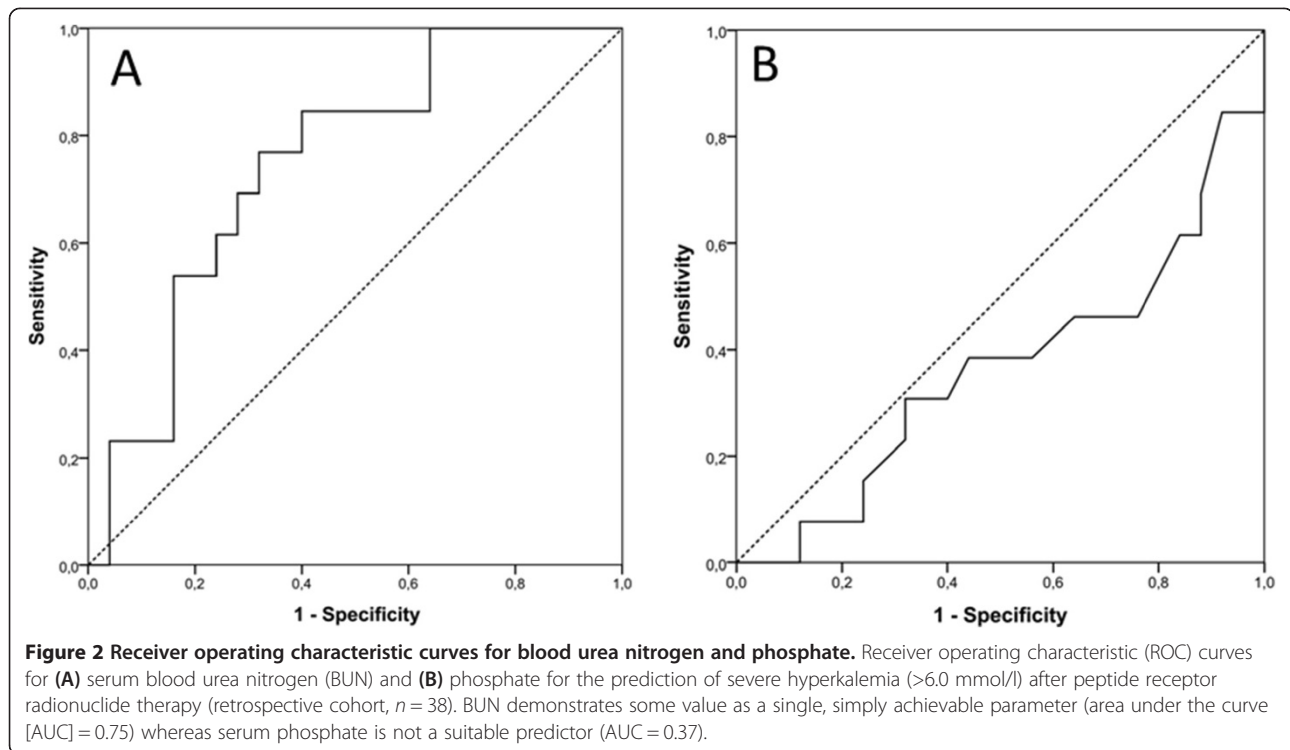 A
1,0
0,8
0,6
0,4
0,2
0,0
Sensitivity
0,0 0,2 0,4 0,6 0,8 1,0
1 - Specificity
B
1,0
0,8
0,6
0,4
0,2
0,0
Sensitivity
0,0 0,2 0,4 0,6 0,8 1,0
1 - Specificity
Figure 2 Receiver operating characteristic curves for blood urea nitrogen and phosphate. Receiver operating characteristic (ROC) curves
for (A) serum blood urea nitrogen (BUN) and (B) phosphate for the prediction of severe hyperkalemia (>6.0 mmol/l) after peptide receptor
radionuclide therapy (retrospective cohort, n = 38). BUN demonstrates some value as a single, simply achievable parameter (area under the curve
[AUC] = 0.75) whereas serum phosphate is not a suitable predictor (AUC = 0.37).